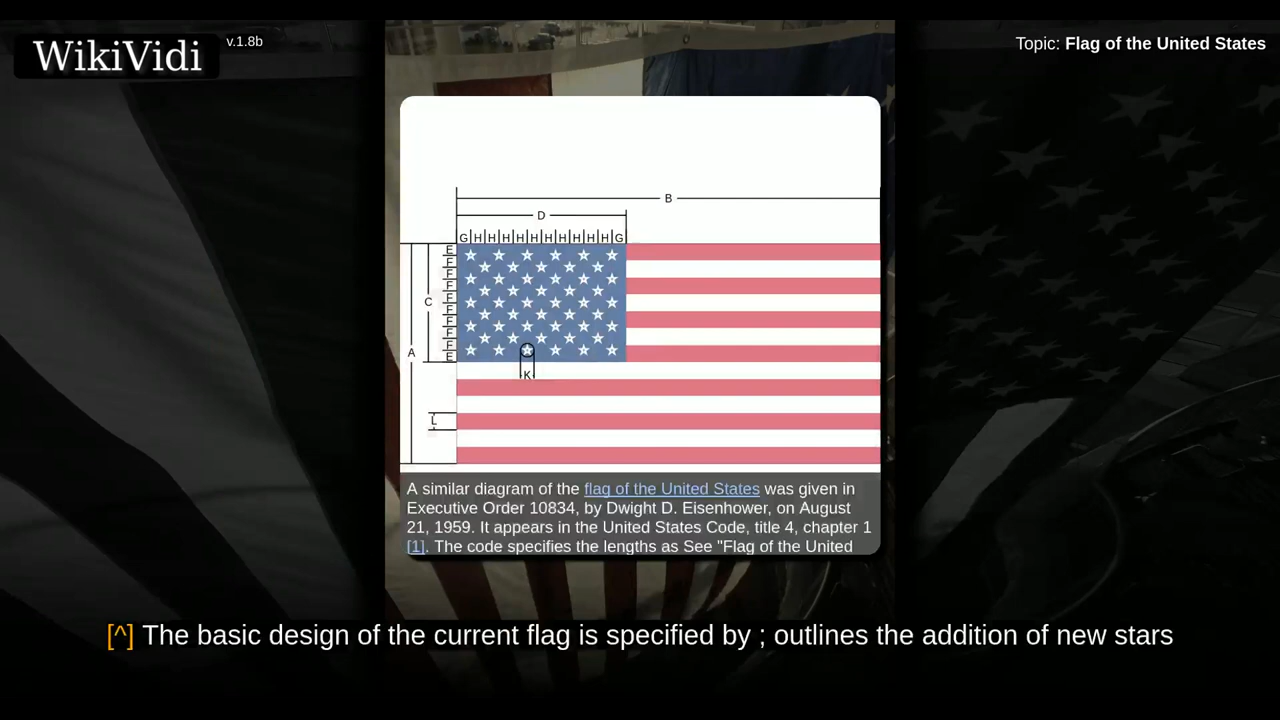 WikiVidi
v.1.8b
Topic: Flag of the United States
B
D
G H H H H H H H H H H G
E
F
F
F
F
F
F
F
F
E
C
A
K
L
A similar diagram of the flag of the United States was given in
Executive Order 10834, by Dwight D. Eisenhower, on August
21, 1959. It appears in the United States Code, title 4, chapter 1
[1]. The code specifies the lengths as See "Flag of the United
[^] The basic design of the current flag is specified by ; outlines the addition of new stars